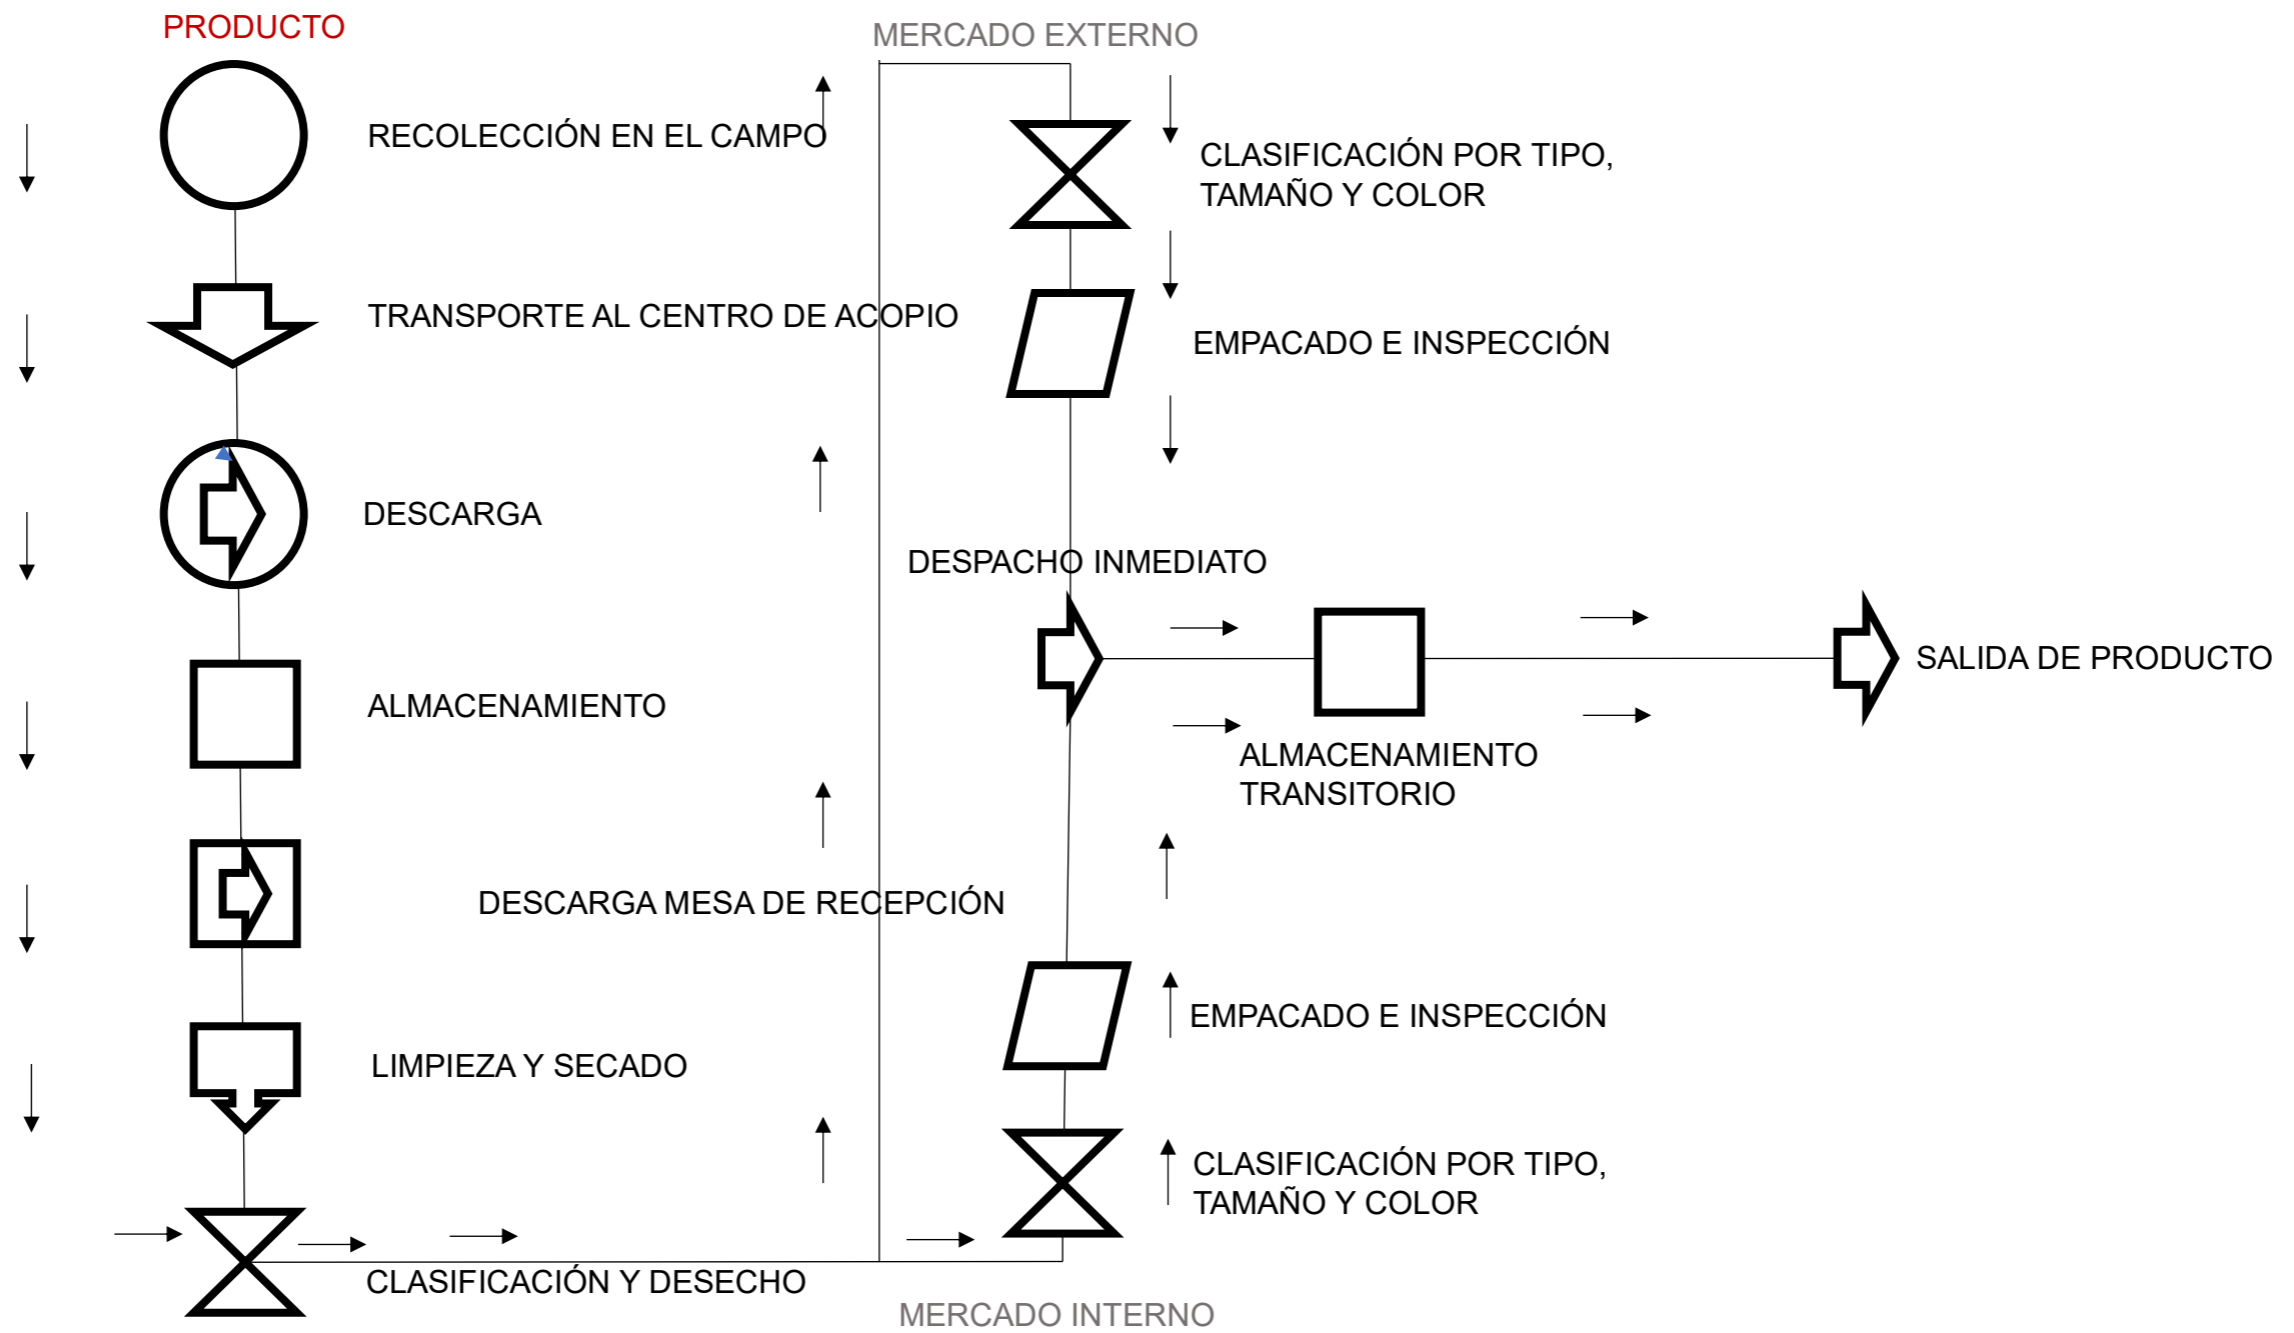 PRODUCTO
RECOLECCIÓN EN EL CAMPO
TRANSPORTE AL CENTRO DE ACOPIO
DESCARGA
ALMACENAMIENTO
DESCARGA MESA DE RECEPCIÓN
LIMPIEZA Y SECADO
CLASIFICACIÓN Y DESECHO
MERCADO EXTERNO
CLASIFICACIÓN POR TIPO,
TAMAÑO Y COLOR
EMPACADO E INSPECCIÓN
DESPACHO INMEDIATO
ALMACENAMIENTO
TRANSITORIO
SALIDA DE PRODUCTO
EMPACADO E INSPECCIÓN
CLASIFICACIÓN POR TIPO,
TAMAÑO Y COLOR
MERCADO INTERNO